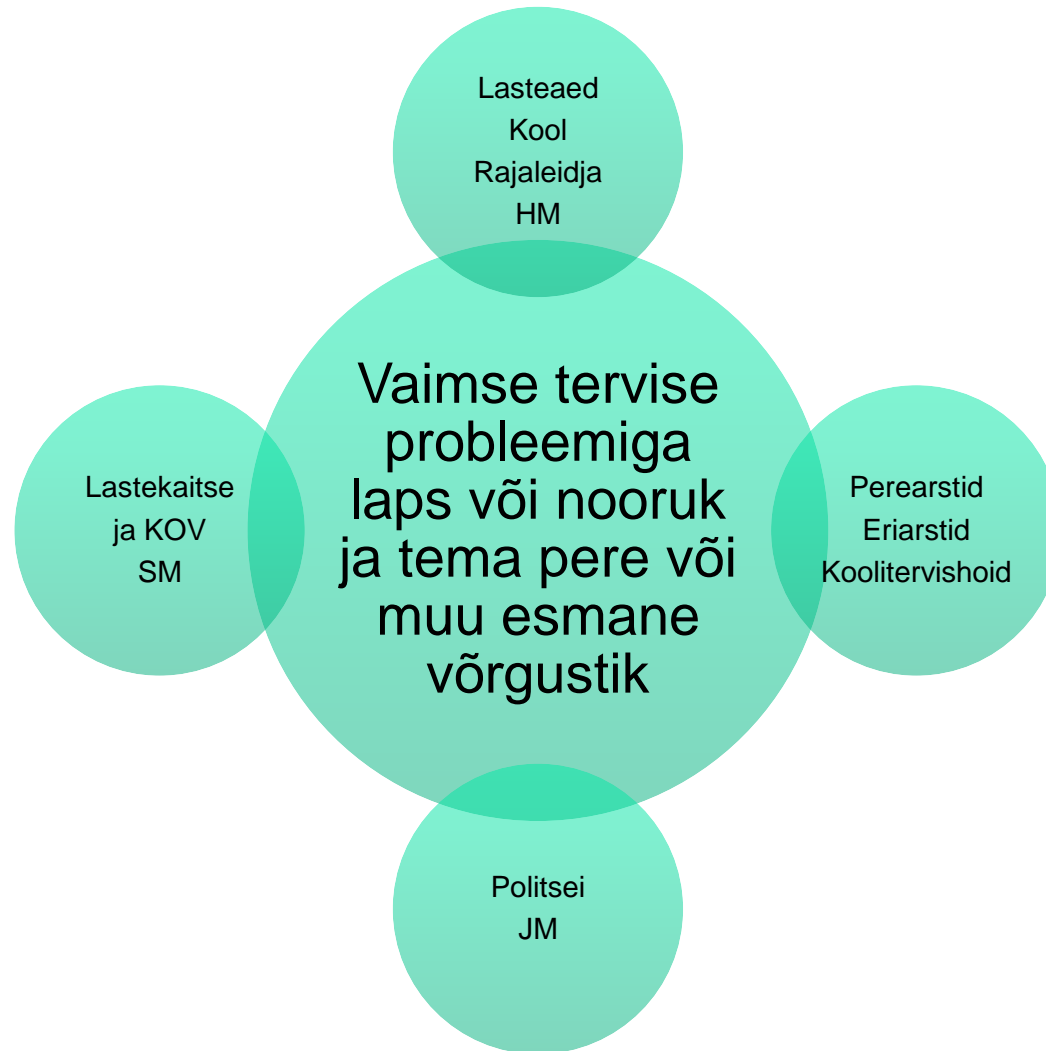 Lasteaed
Kool
Rajaleidja
HM
Vaimse tervise
probleemiga
laps või nooruk
ja tema pere või
muu esmane
võrgustik
Perearstid
Eriarstid
Koolitervishoid
Politsei
JM
Lastekaitse
ja KOV
SM